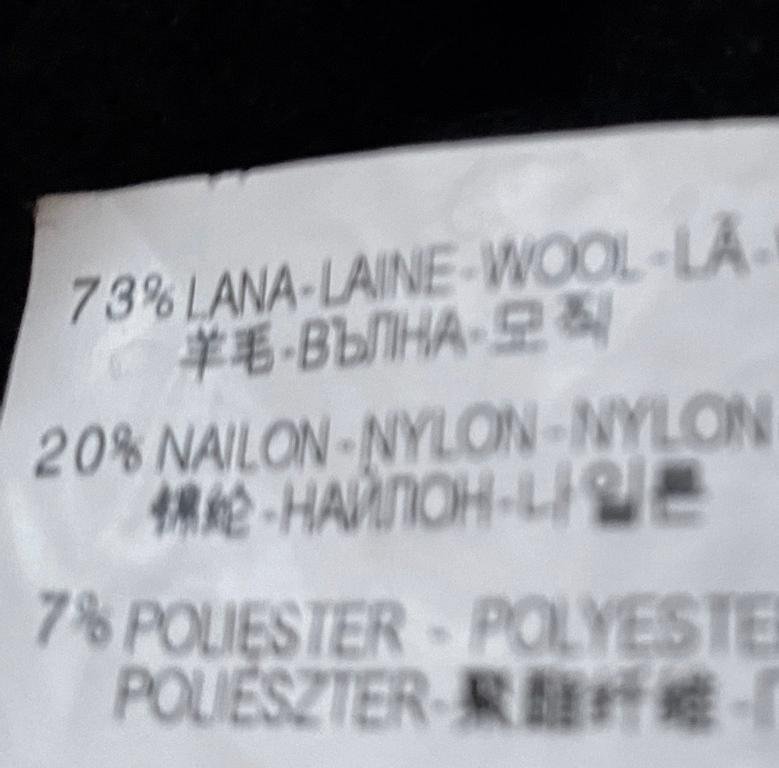 73% LANA-LAINE-WOOL-LÃ-
羊毛-ВЪЛНА-모직
20% NAILON-NYLON-NYLON
锦纶-НАЙЛОН-나일론
7% POLIESTER - POLYESTE
POLIÉSZTER-聚酯纤维-